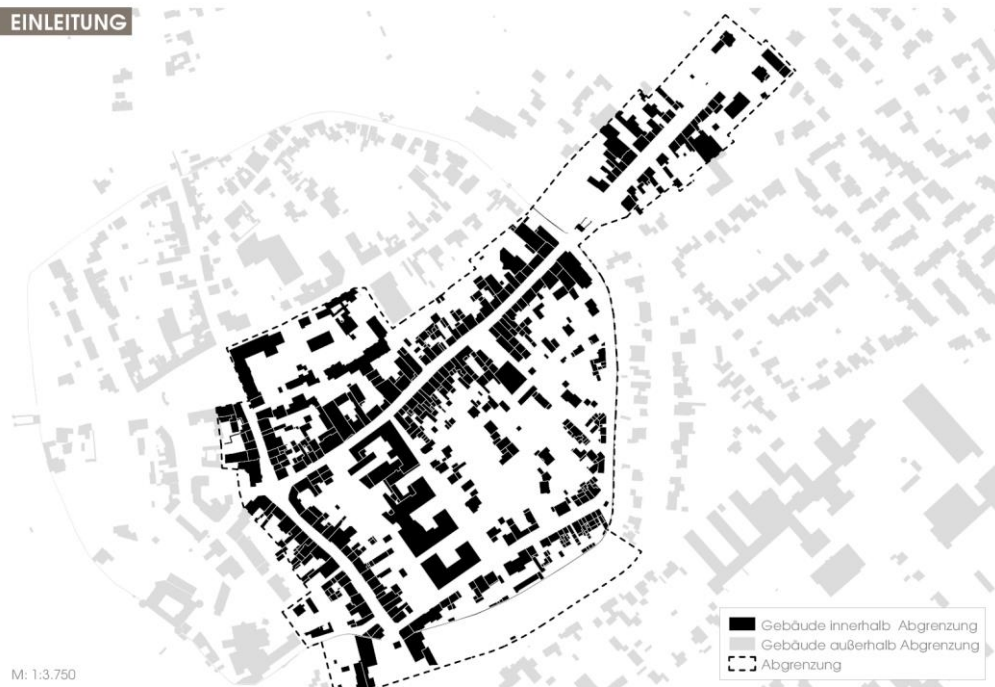 EINLEITUNG
Gebäude innerhalb Abgrenzung
Gebäude außerhalb Abgrenzung
Abgrenzung
M: 1:3.750